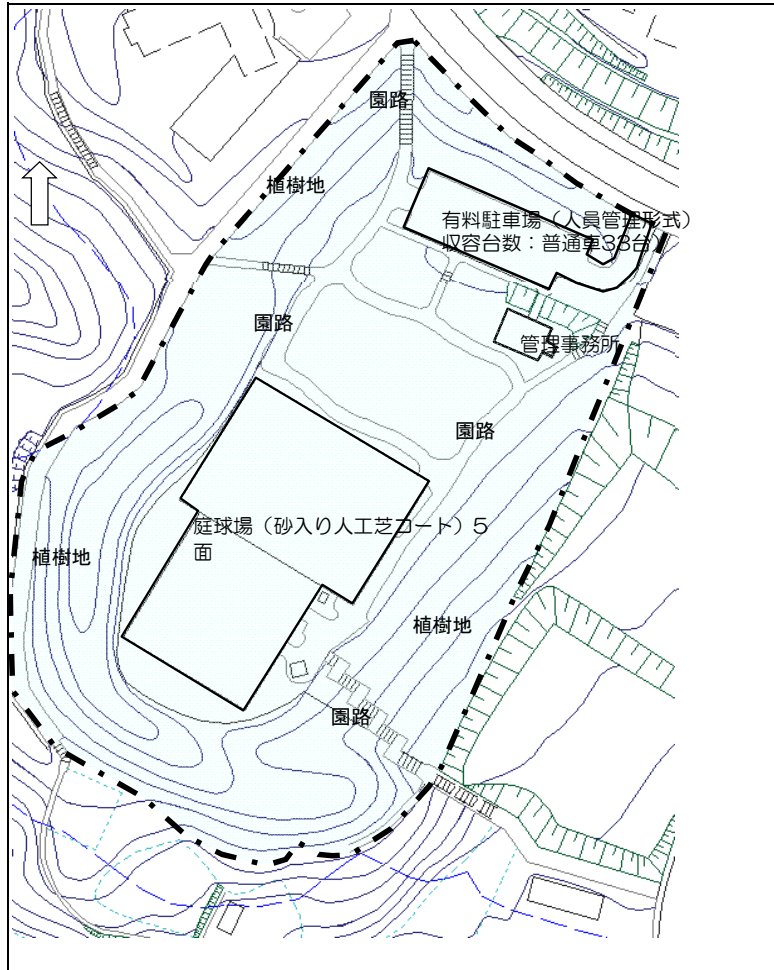 園路
植樹地
有料駐車場（人員管理形式）
収容台数：普通車33台）
園路
管理事務所
園路
庭球場（砂入り人工芝コート）５
面
植樹地
植樹地
園路